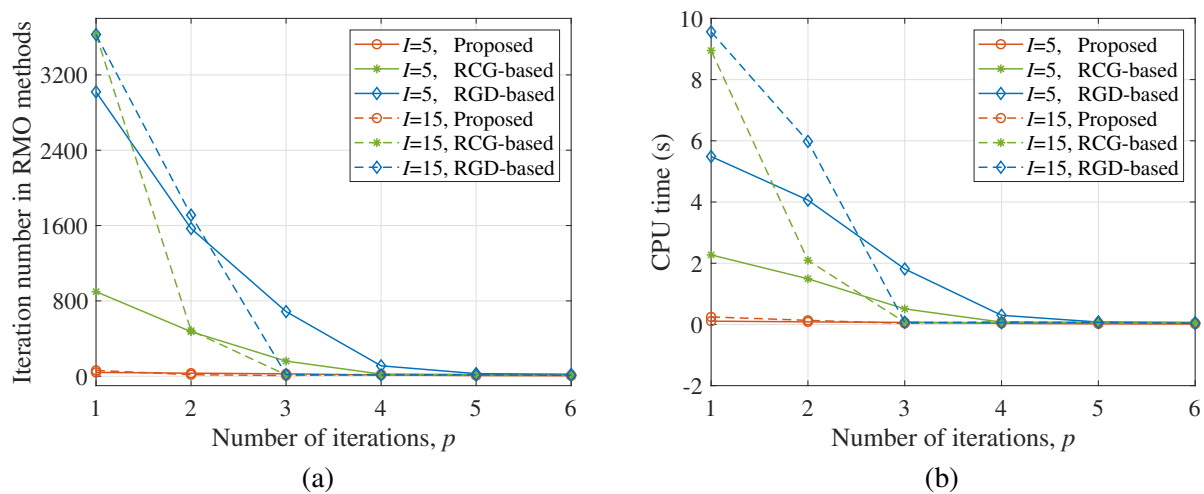 Iteration number in RMO methods
3200
2400
1600
800
0
1 2 3 4 5 6
Number of iterations, p
I=5, Proposed
I=5, RCG-based
I=5, RGD-based
I=15, Proposed
I=15, RCG-based
I=15, RGD-based
(a)
CPU time (s)
10
8
6
4
2
0
-2
1 2 3 4 5 6
Number of iterations, p
I=5, Proposed
I=5, RCG-based
I=5, RGD-based
I=15, Proposed
I=15, RCG-based
I=15, RGD-based
(b)